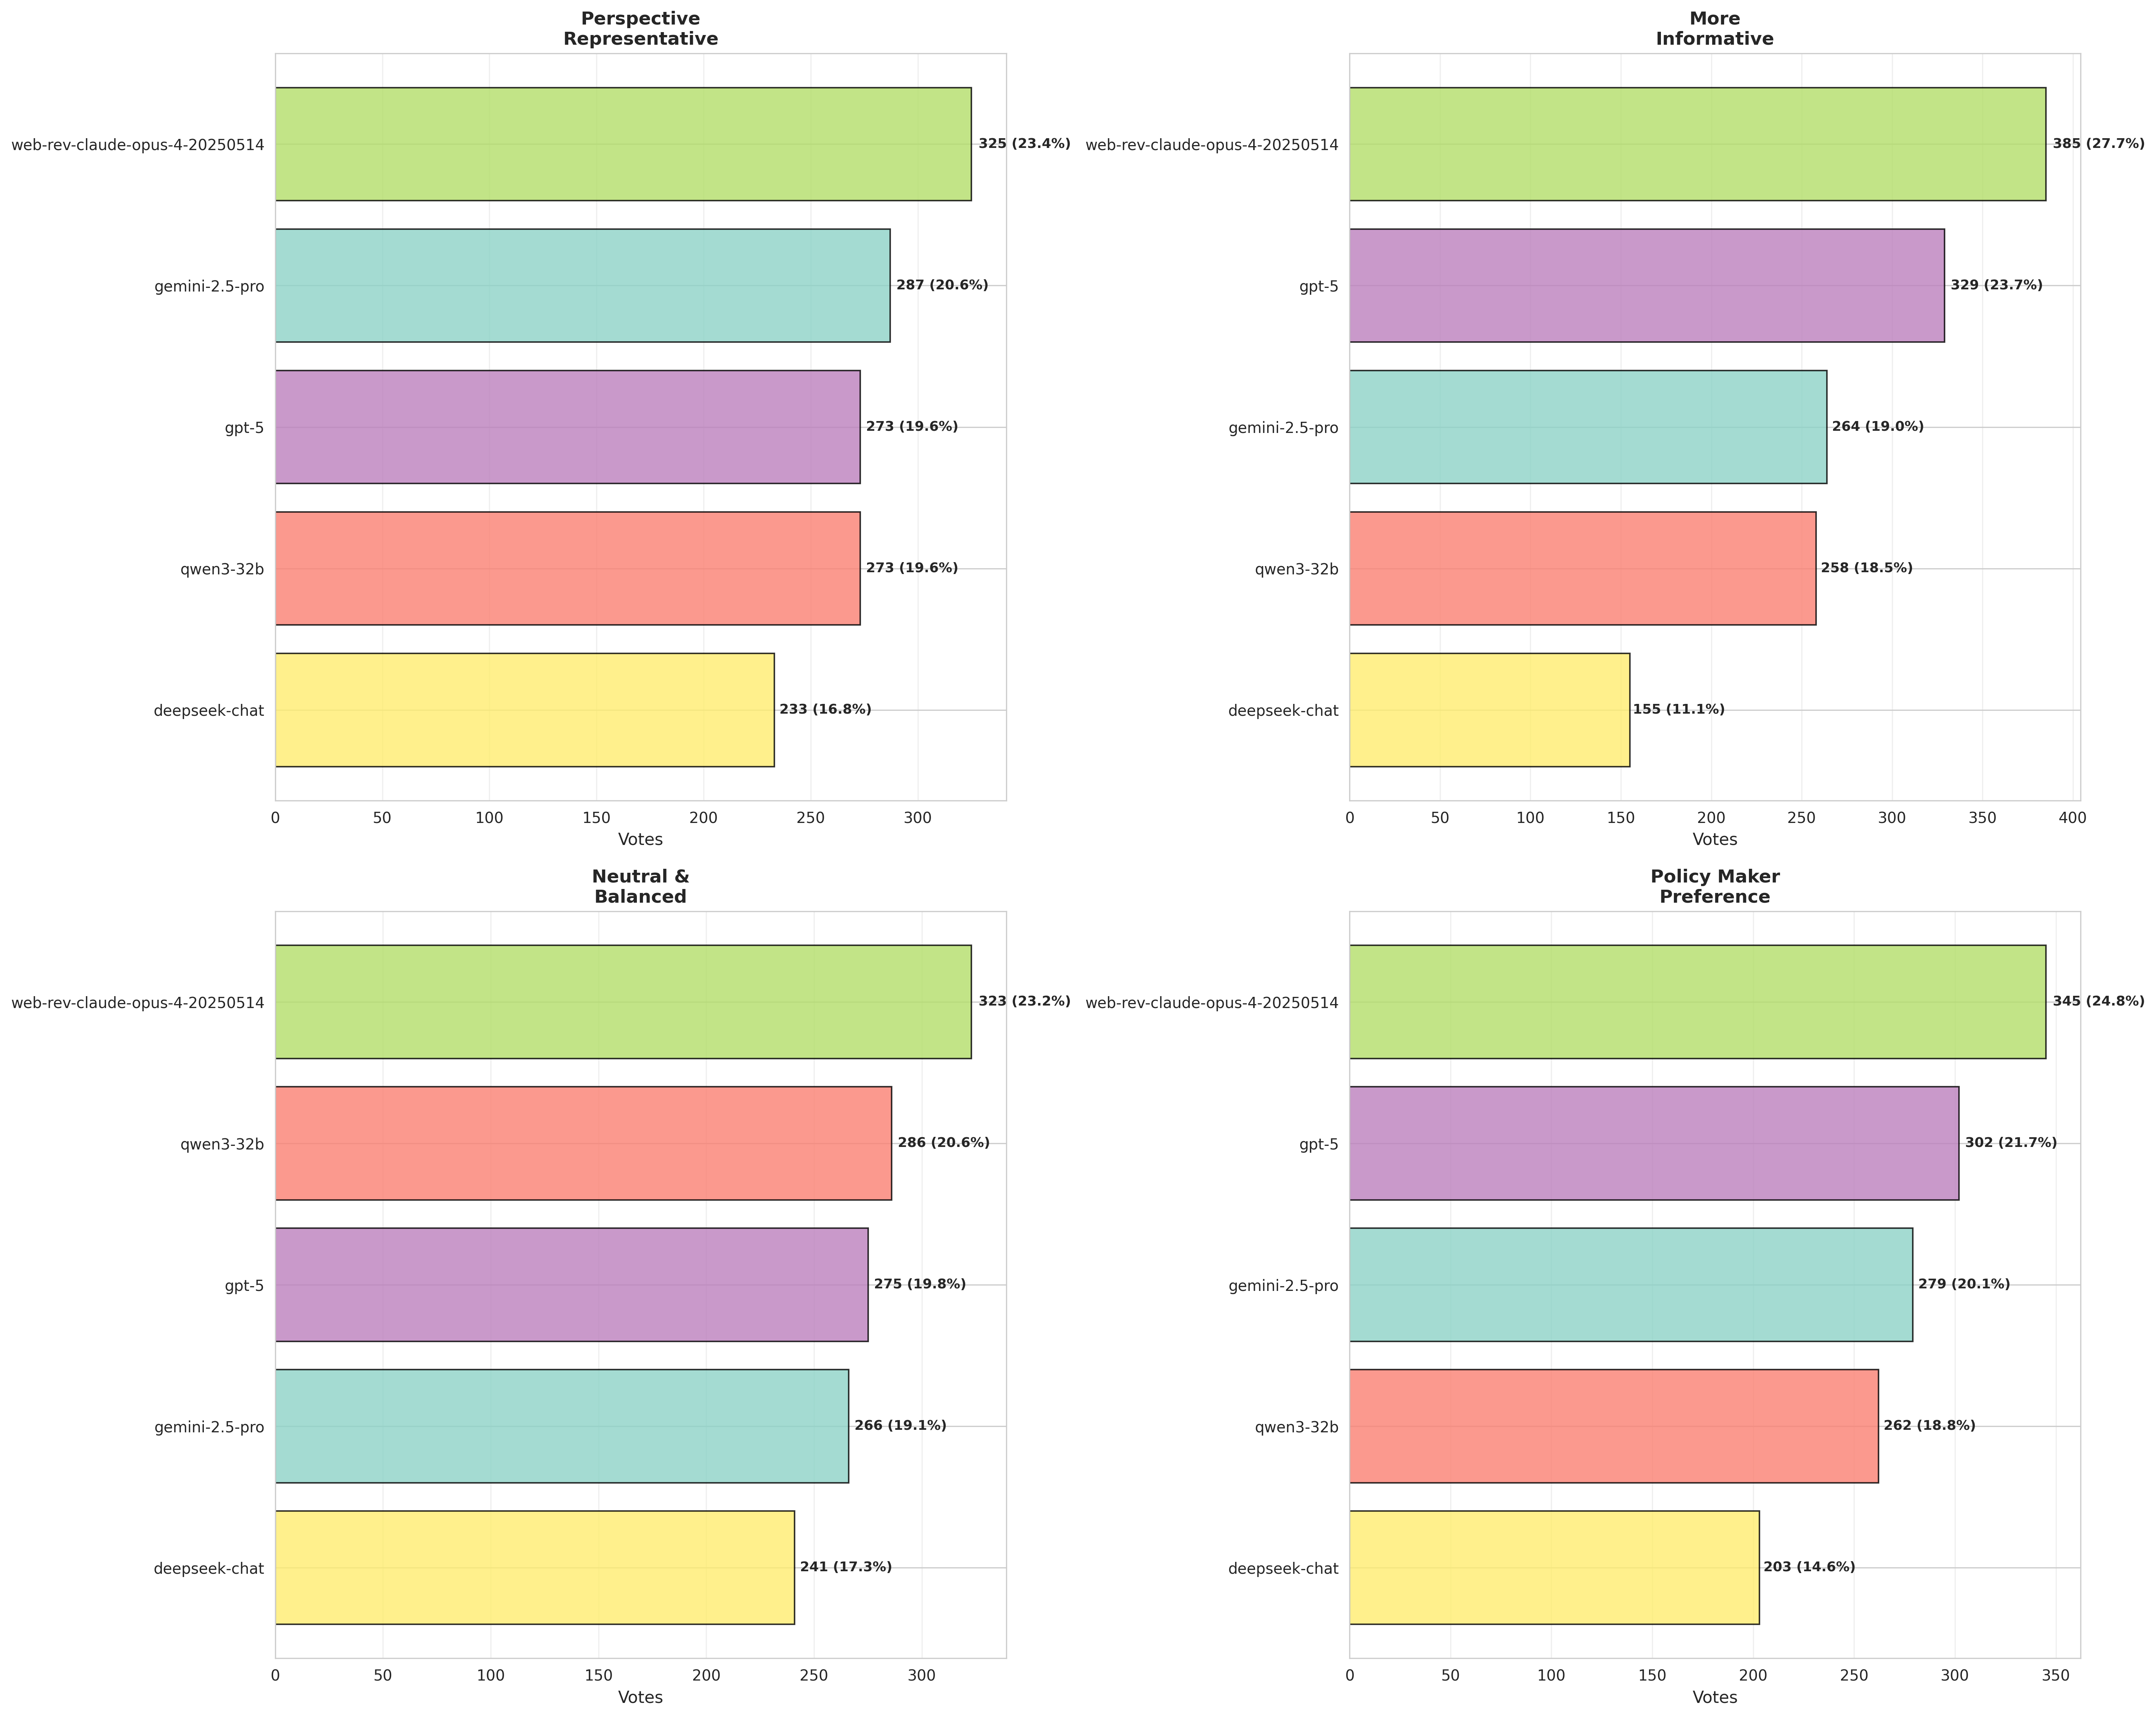 Perspective
Representative
web-rev-claude-opus-4-20250514
325 (23.4%)
gemini-2.5-pro
287 (20.6%)
gpt-5
273 (19.6%)
qwen3-32b
273 (19.6%)
deepseek-chat
233 (16.8%)
0 50 100 150 200 250 300
Votes
More
Informative
web-rev-claude-opus-4-20250514
385 (27.7%)
gpt-5
329 (23.7%)
gemini-2.5-pro
264 (19.0%)
qwen3-32b
258 (18.5%)
deepseek-chat
155 (11.1%)
0 50 100 150 200 250 300 350 400
Votes
Neutral &
Balanced
web-rev-claude-opus-4-20250514
323 (23.2%)
qwen3-32b
286 (20.6%)
gpt-5
275 (19.8%)
gemini-2.5-pro
266 (19.1%)
deepseek-chat
241 (17.3%)
0 50 100 150 200 250 300
Votes
Policy Maker
Preference
web-rev-claude-opus-4-20250514
345 (24.8%)
gpt-5
302 (21.7%)
gemini-2.5-pro
279 (20.1%)
qwen3-32b
262 (18.8%)
deepseek-chat
203 (14.6%)
0 50 100 150 200 250 300 350
Votes